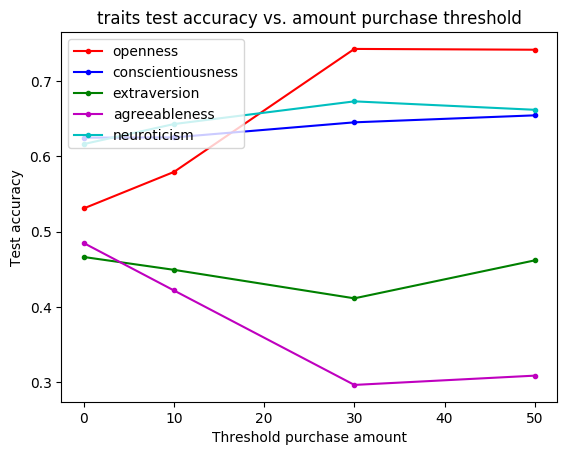 traits test accuracy vs. amount purchase threshold
openness
conscientiousness
extraversion
agreeableness
neuroticism
0.7
0.6
0.5
0.4
0.3
Test accuracy
0 10 20 30 40 50
Threshold purchase amount